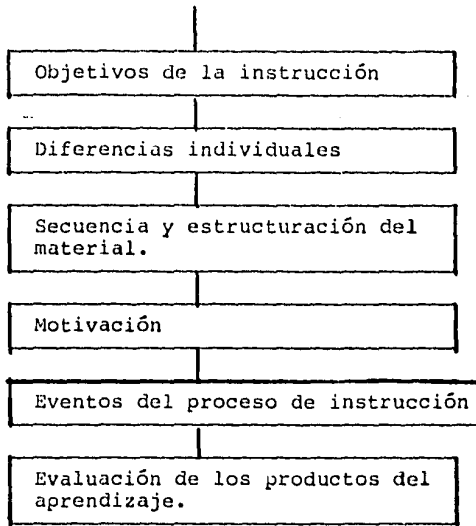 Objetivos de la instrucción
Diferencias individuales
Secuencia y estructuración del
material.
Motivación
Eventos del proceso de instrucción
Evaluación de los productos del
aprendizaje.